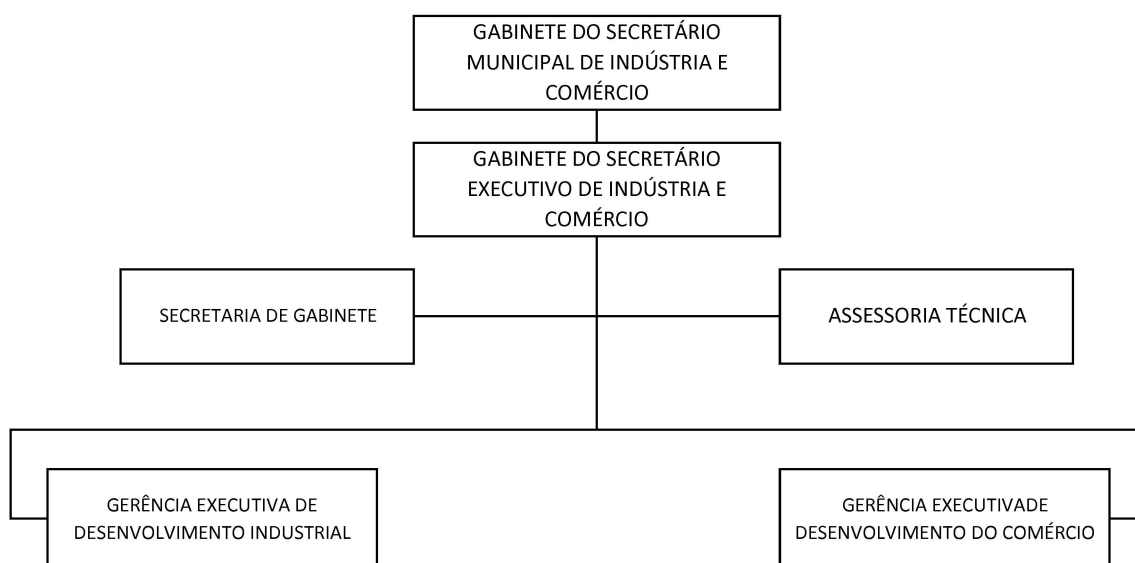 GABINETE DO SECRETÁRIO
MUNICIPAL DE INDÚSTRIA E
COMÉRCIO
GABINETE DO SECRETÁRIO
EXECUTIVO DE INDÚSTRIA E
COMÉRCIO
SECRETARIA DE GABINETE
ASSESSORIA TÉCNICA
GERÊNCIA EXECUTIVA DE
DESENVOLVIMENTO INDUSTRIAL
GERÊNCIA EXECUTIVADE
DESENVOLVIMENTO DO COMÉRCIO